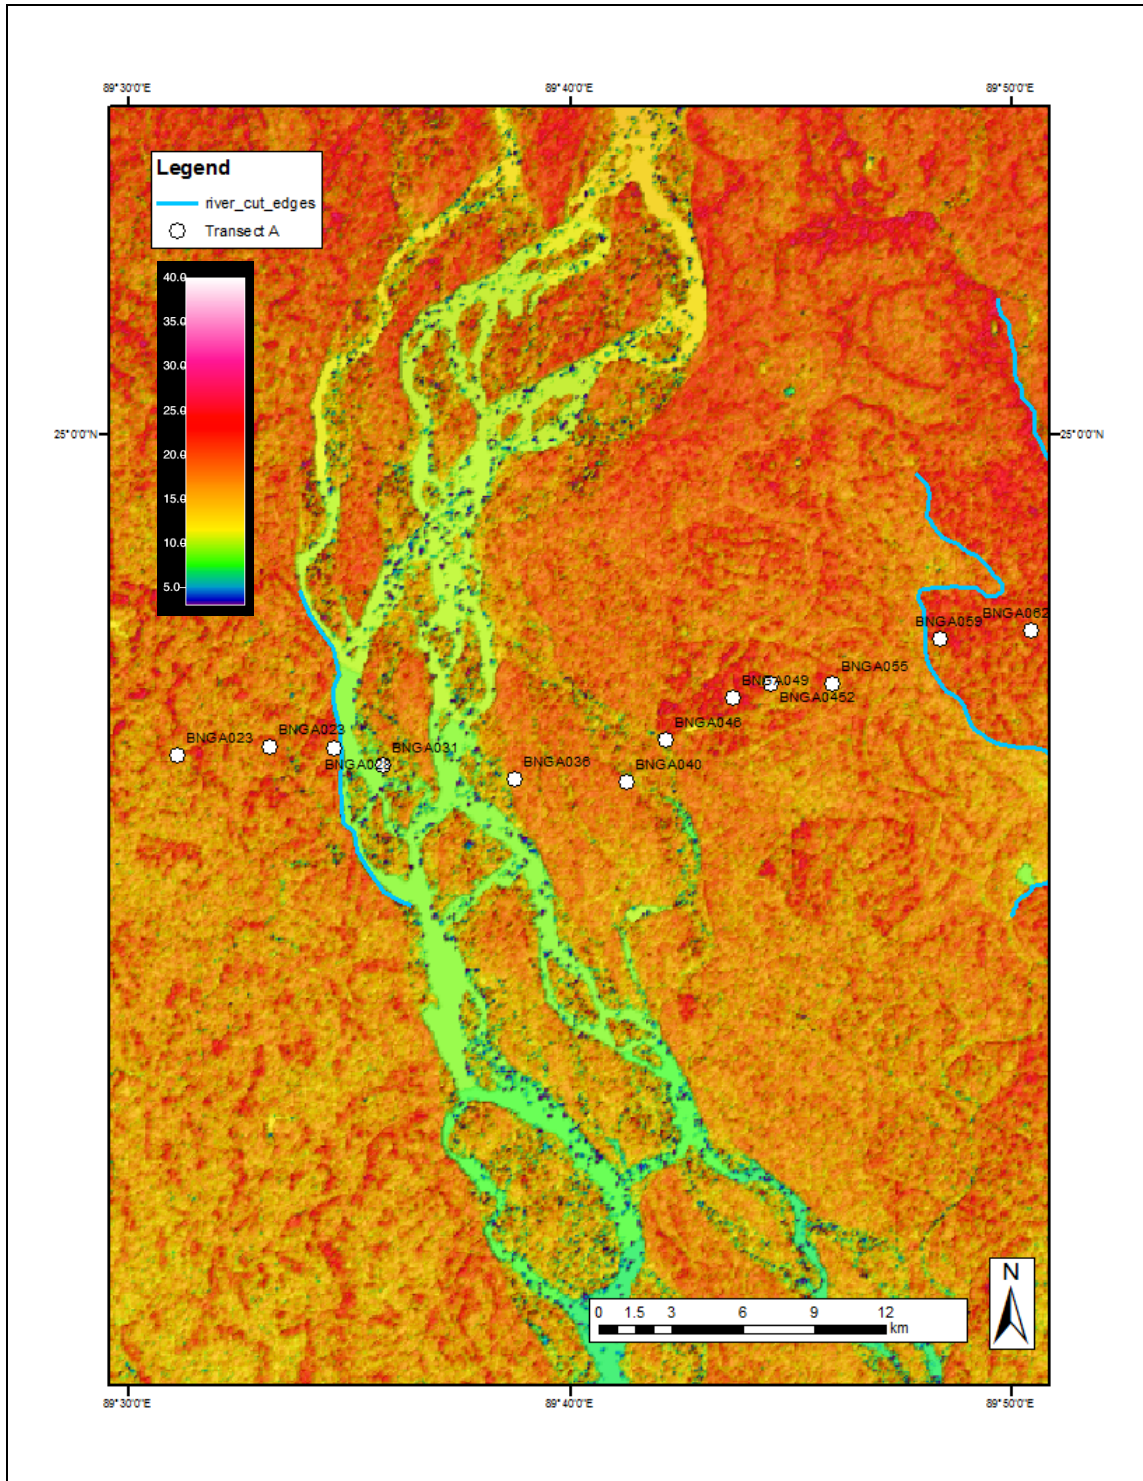 89°30'0"E 89°40'0"E 89°50'0"E
Legend
river_cut_edges
Transect A
40.0
35.0
30.0
25.0
20.0
15.0
10.0
5.0
25°0'0"N 25°0'0"N
BNGA059 BNGA062
BNGA055
BNGA049
BNGA0452
BNGA046
BNGA023 BNGA023
BNGA031
BNGA028
BNGA036 BNGA040
N
0 1.5 3 6 9 12
km
89°30'0"E 89°40'0"E 89°50'0"E